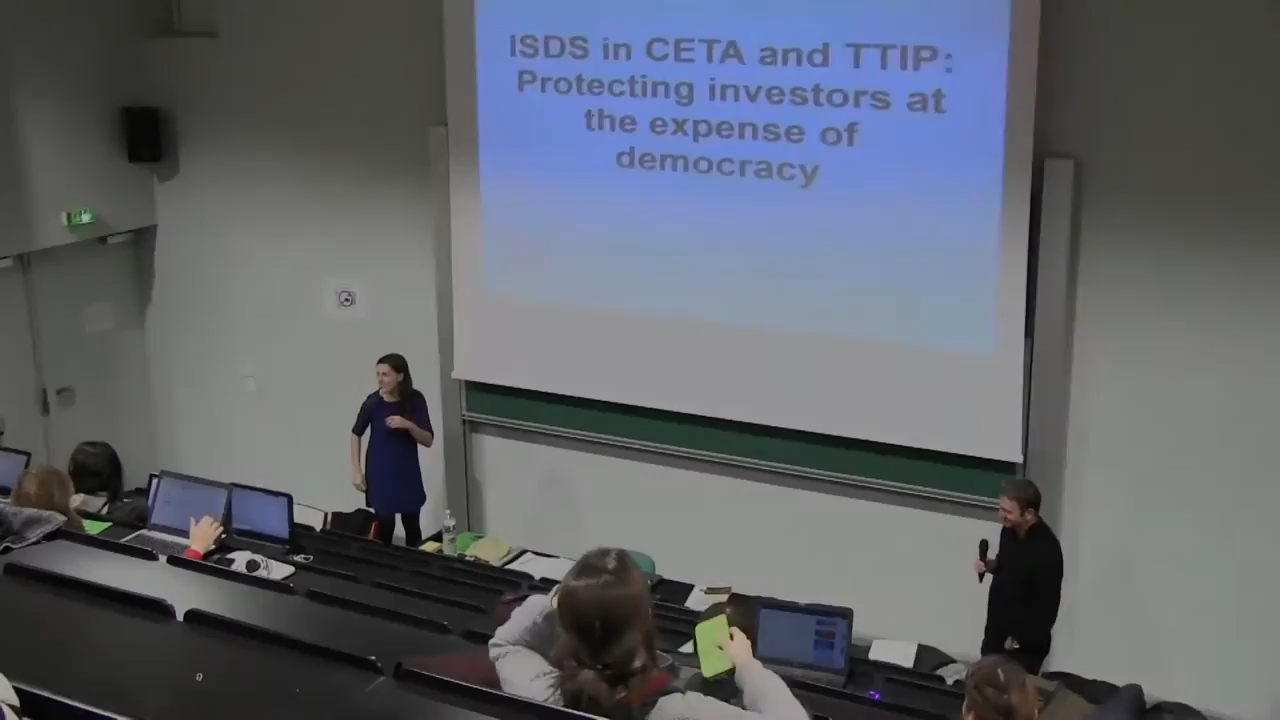 ISDS in CETA and TTIP:
Protecting investors at
the expense of
democracy